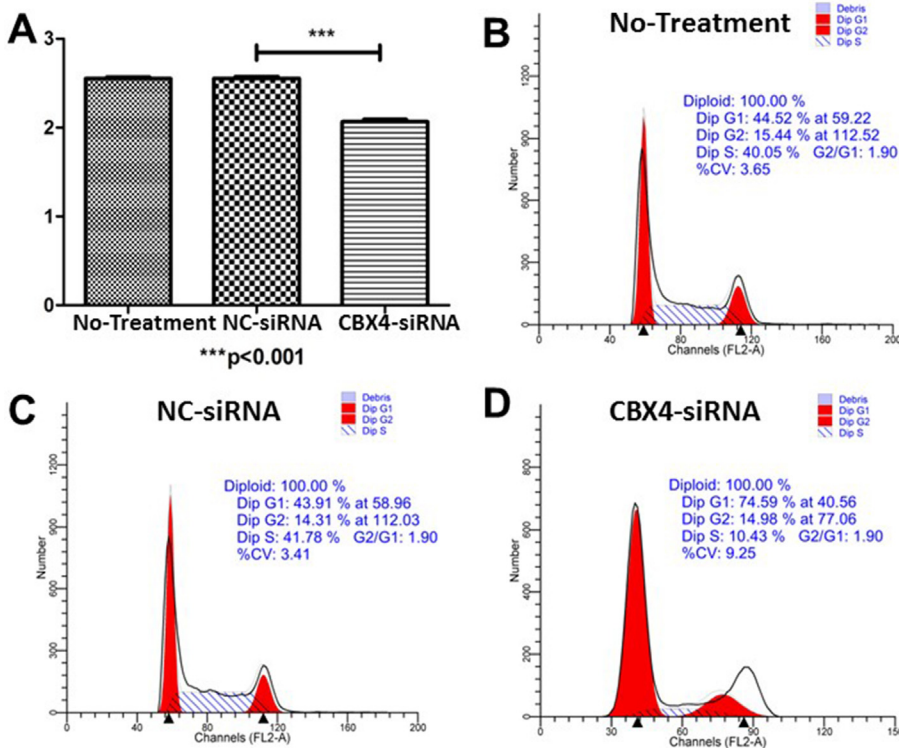 A
***
3
2
1
0
No-Treatment NC-siRNA CBX4-siRNA
***p<0.001
B
No-Treatment
Debris
Dip G1
Dip G2
Dip S
Diploid: 100.00 %
Dip G1: 44.52 % at 59.22
Dip G2: 15.44 % at 112.52
Dip S: 40.05 % G2/G1: 1.90
%CV: 3.65
Number
1200
900
600
300
0
0 40 80 120 160 200
Channels (FL2-A)
C
NC-siRNA
Debris
Dip G1
Dip G2
Dip S
Diploid: 100.00 %
Dip G1: 43.91 % at 58.96
Dip G2: 14.31 % at 112.03
Dip S: 41.78 % G2/G1: 1.90
%CV: 3.41
Number
1200
900
600
300
0
0 40 80 120 160 200
Channels (FL2-A)
D
CBX4-siRNA
Debris
Dip G1
Dip G2
Dip S
Diploid: 100.00 %
Dip G1: 74.59 % at 40.56
Dip G2: 14.98 % at 77.06
Dip S: 10.43 % G2/G1: 1.90
%CV: 9.25
Number
800
600
400
200
0
0 30 60 90 120
Channels (FL2-A)